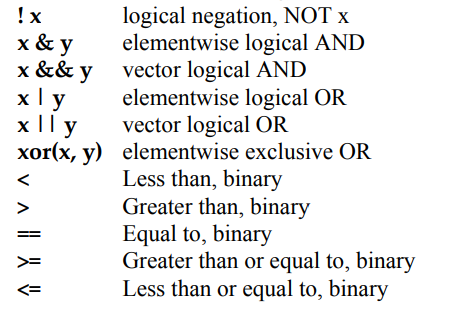 ! x logical negation, NOT x
x & y elementwise logical AND
x && y vector logical AND
x | y elementwise logical OR
x || y vector logical OR
xor(x, y) elementwise exclusive OR
< Less than, binary
> Greater than, binary
== Equal to, binary
>= Greater than or equal to, binary
<= Less than or equal to, binary